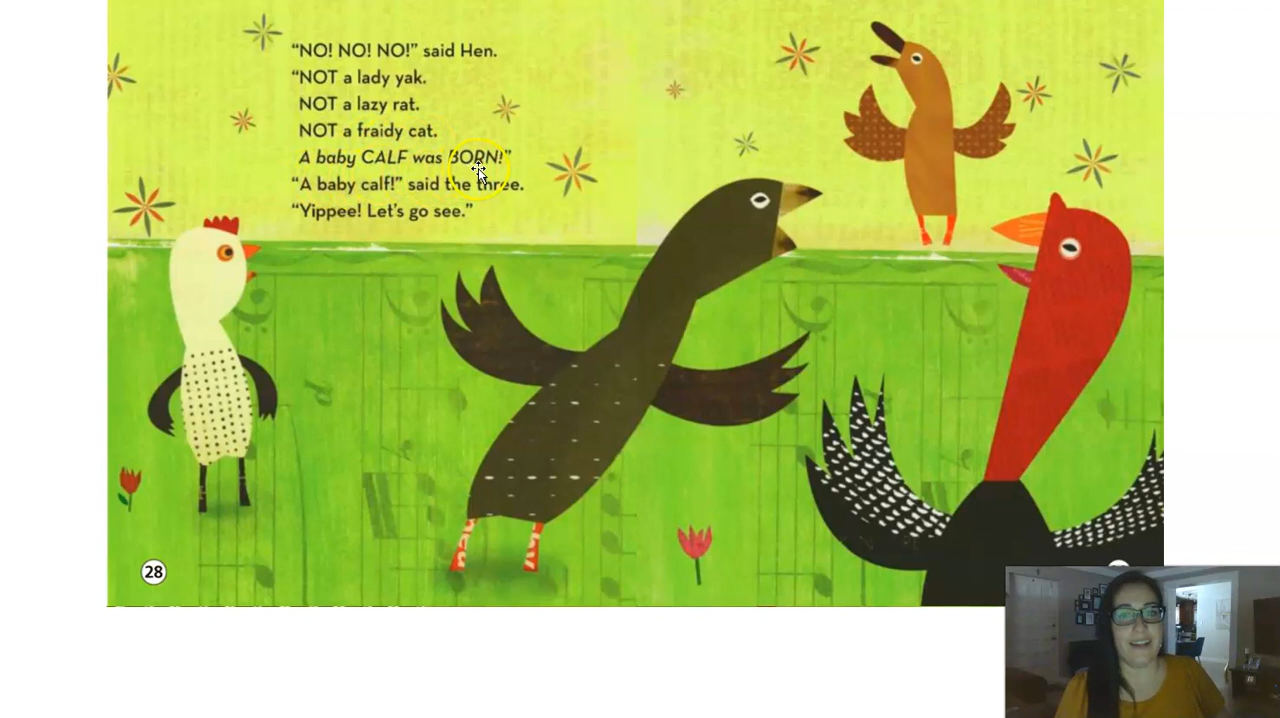 “NO! NO! NO!” said Hen.
“NOT a lady yak.
NOT a lazy rat.
NOT a fraidy cat.
A baby CALF was BORN!”
“A baby calf!” said the three.
“Yippee! Let’s go see.”
28